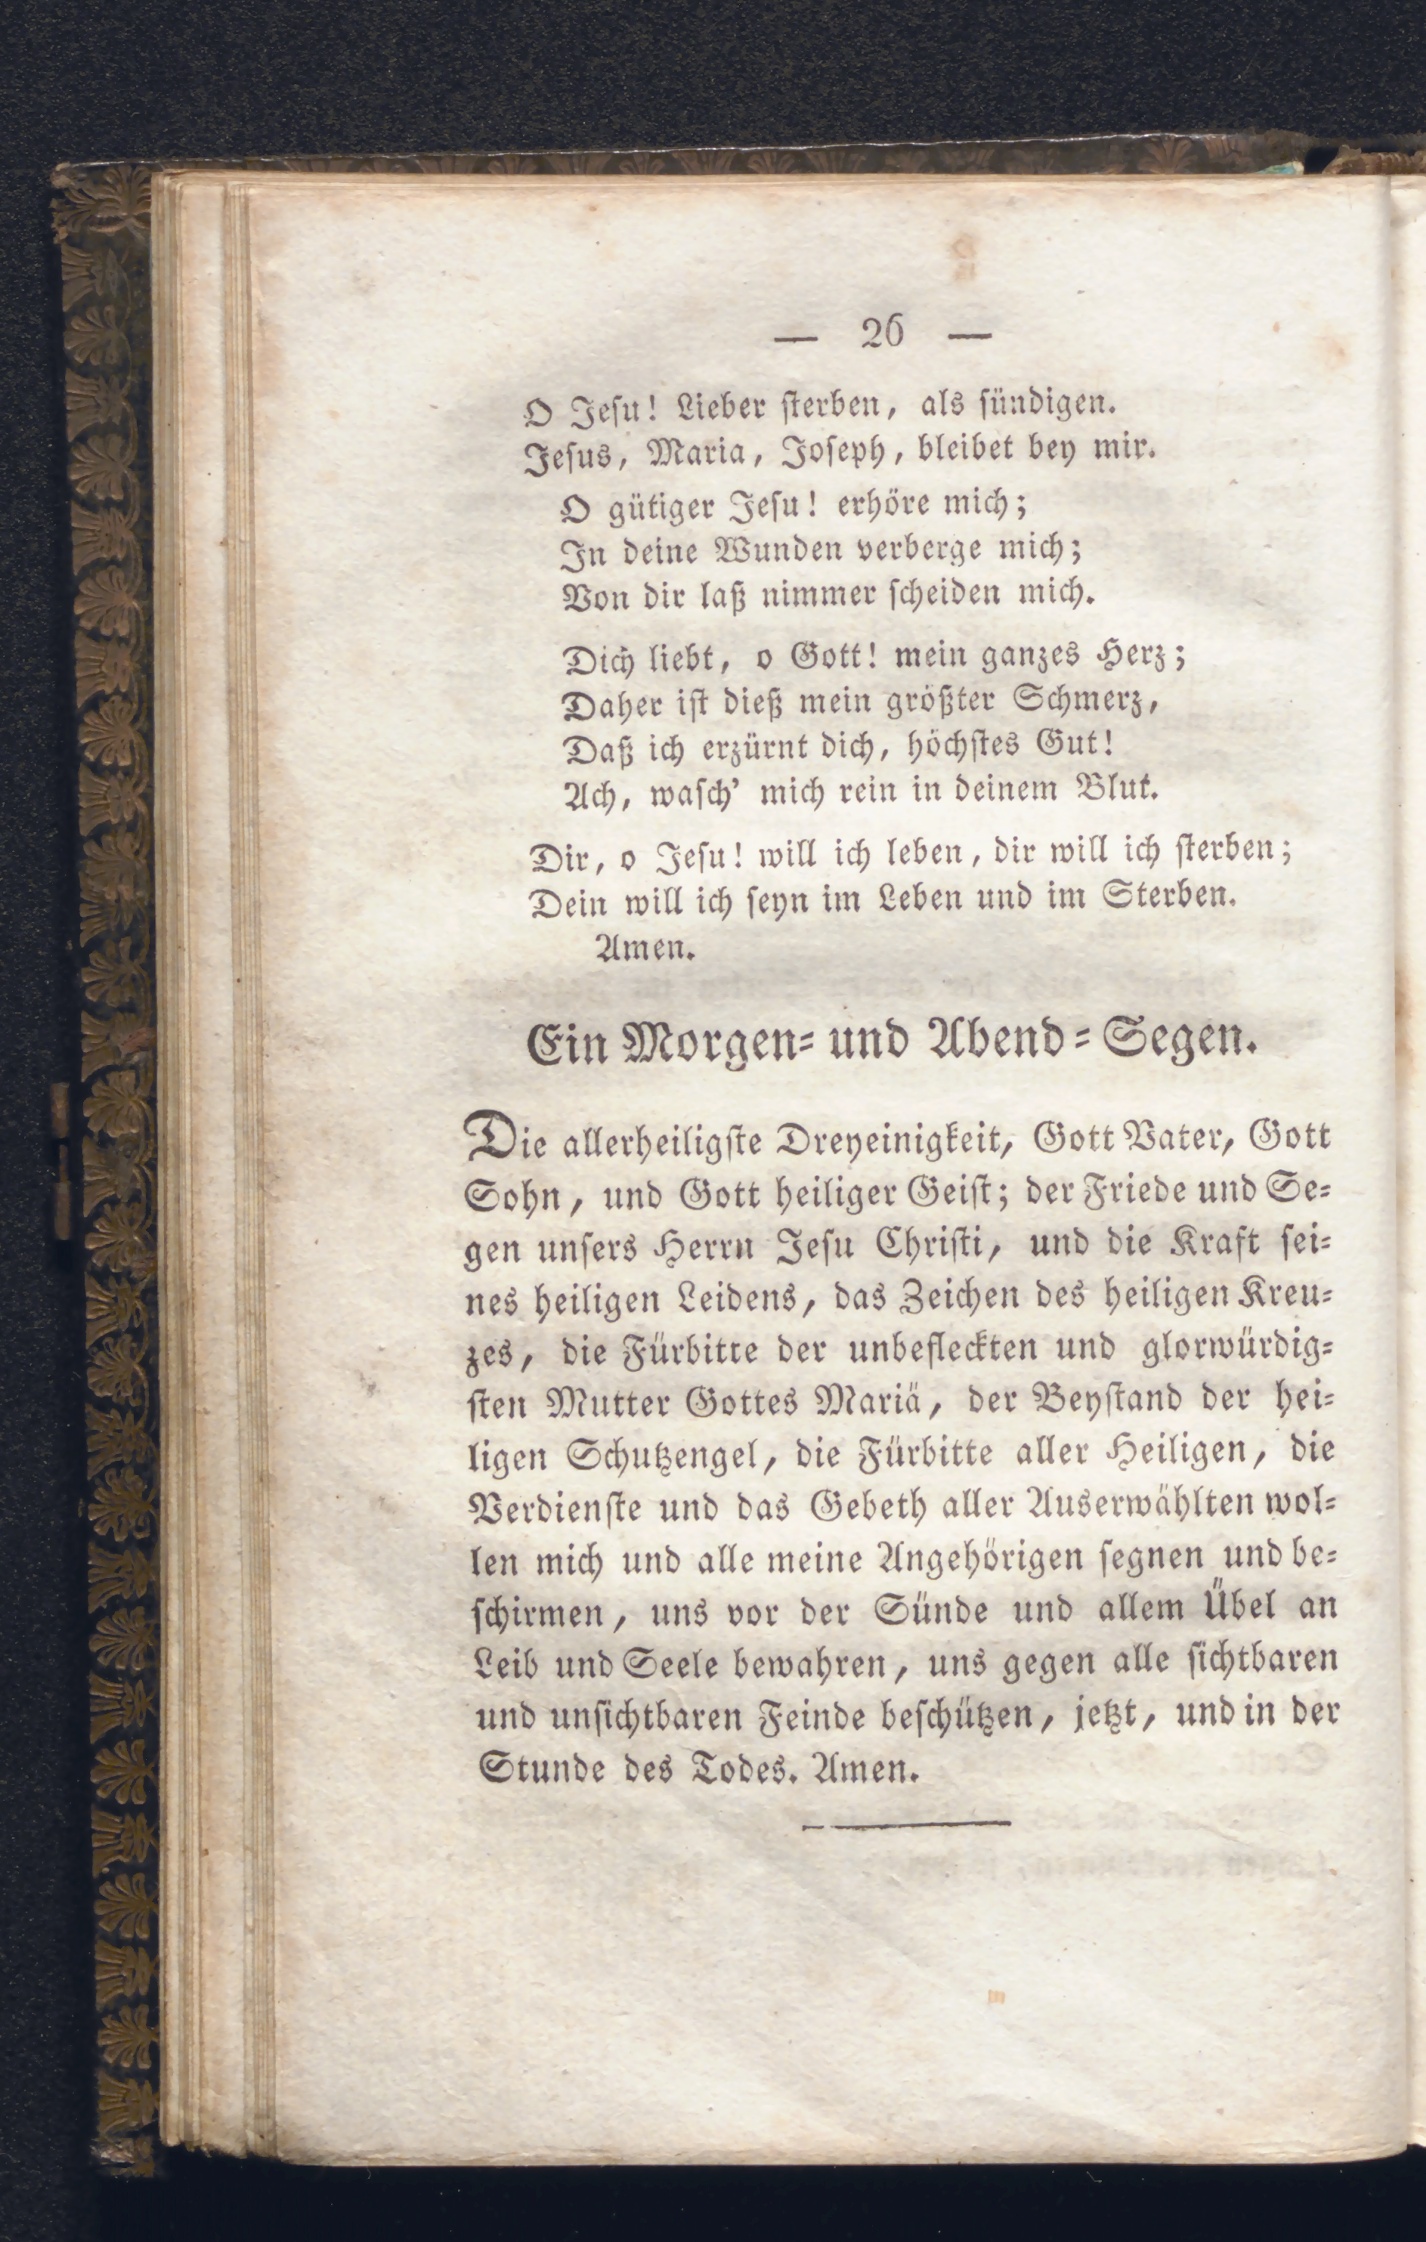 — 26 —
O Jesu! Lieber sterben, als sündigen.
Jesus, Maria, Joseph, bleibet bey mir.
O gütiger Jesu! erhöre mich;
In deine Wunden verberge mich;
Von dir laß nimmer scheiden mich.
Dich liebt, o Gott! mein ganzes Herz;
Daher ist dieß mein größter Schmerz,
Daß ich erzürnt dich, höchstes Gut!
Ach, wasch' mich rein in deinem Blut.
Dir, o Jesu! will ich leben, dir will ich sterben;
Dein will ich seyn im Leben und im Sterben.
Amen.
Ein Morgen- und Abend-Segen.
Die allerheiligste Dreyeinigkeit, Gott Vater, Gott
Sohn, und Gott heiliger Geist; der Friede und Se-
gen unsers Herrn Jesu Christi, und die Kraft sei-
nes heiligen Leidens, das Zeichen des heiligen Kreu-
zes, die Fürbitte der unbefleckten und glorwürdig-
sten Mutter Gottes Mariä, der Beystand der hei-
ligen Schutzengel, die Fürbitte aller Heiligen, die
Verdienste und das Gebeth aller Auserwählten wol-
len mich und alle meine Angehörigen segnen und be-
schirmen, uns vor der Sünde und allem Übel an
Leib und Seele bewahren, uns gegen alle sichtbaren
und unsichtbaren Feinde beschützen, jetzt, und in der
Stunde des Todes. Amen.